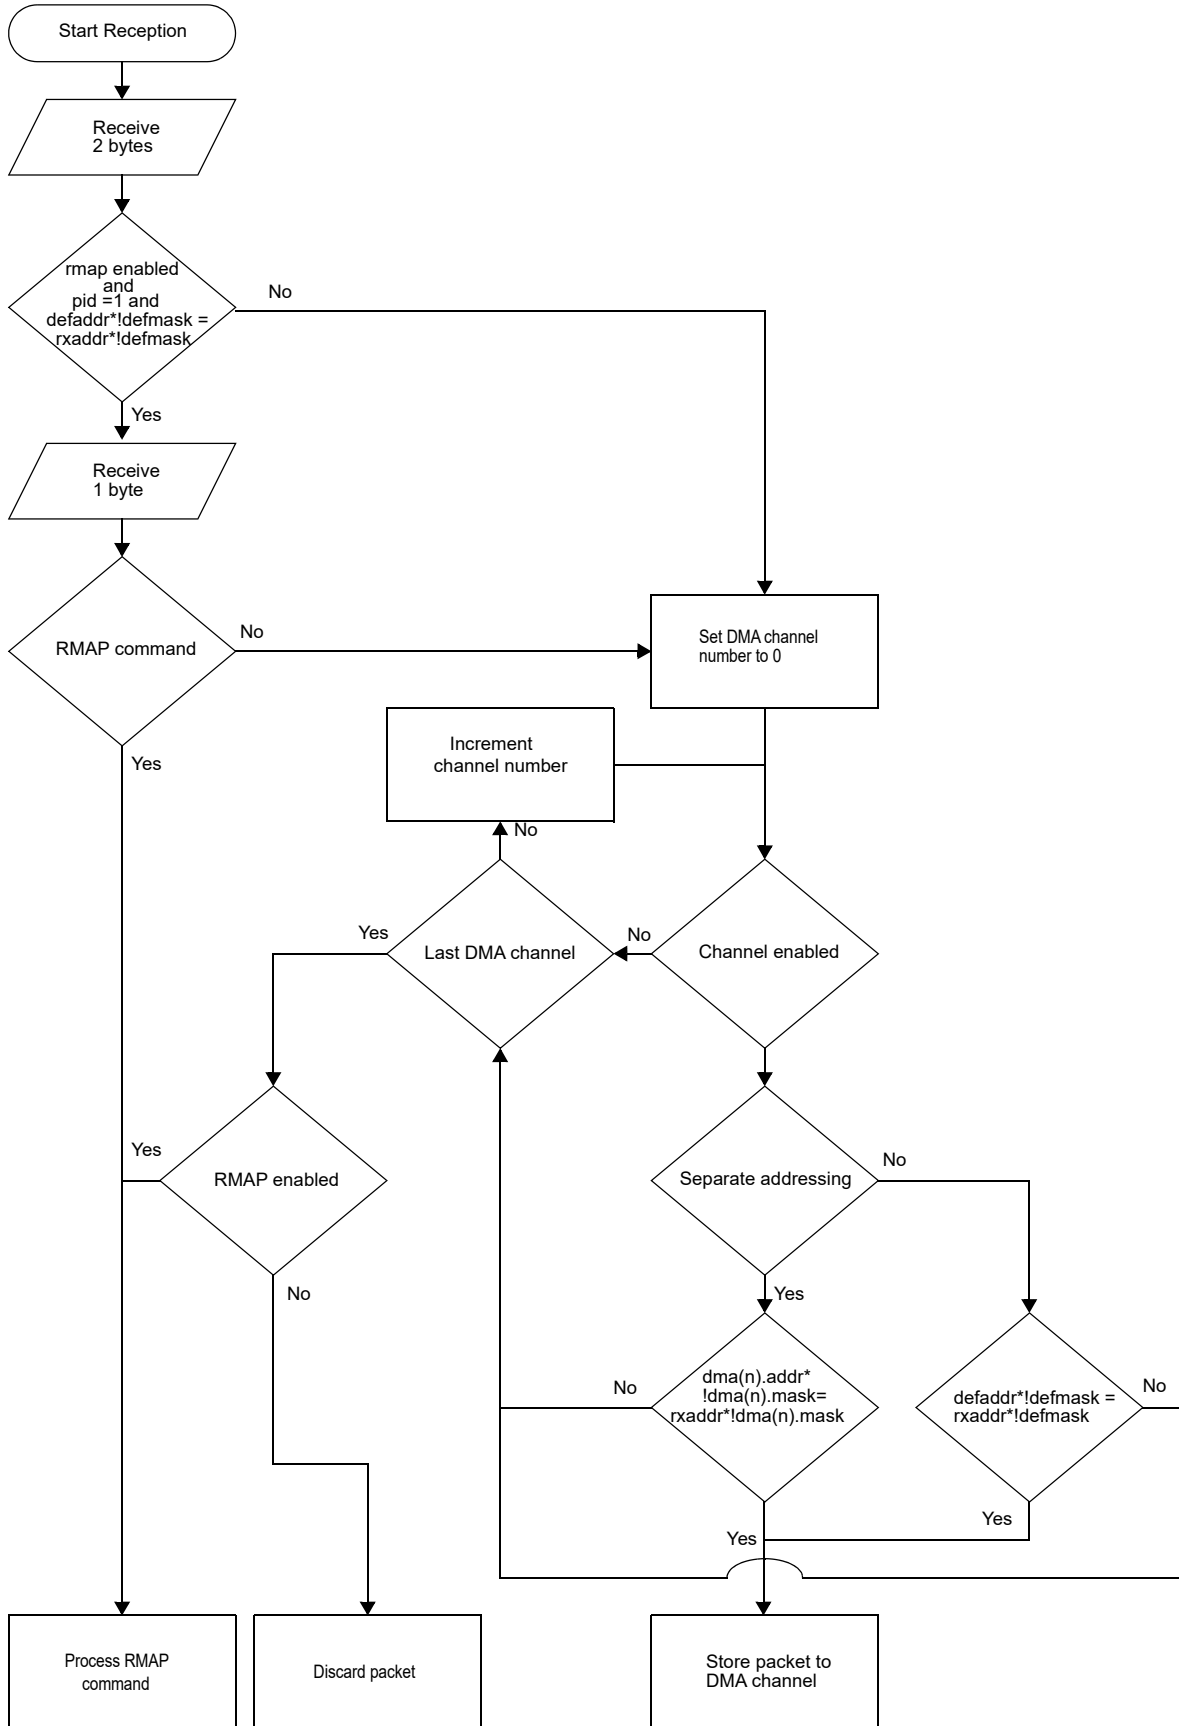 Start Reception
Receive
2 bytes
rmap enabled
and
pid =1 and
defaddr*!defmask =
rxaddr*!defmask
No
Yes
Receive
1 byte
RMAP command
No
Set DMA channel
number to 0
Yes
Increment
channel number
No
Last DMA channel
Yes
No
Channel enabled
RMAP enabled
Yes
No
Separate addressing
No
Yes
dma(n).addr*
!dma(n).mask=
rxaddr*!dma(n).mask
No
defaddr*!defmask =
rxaddr*!defmask
No
Yes
Yes
Process RMAP
command
Discard packet
Store packet to
DMA channel